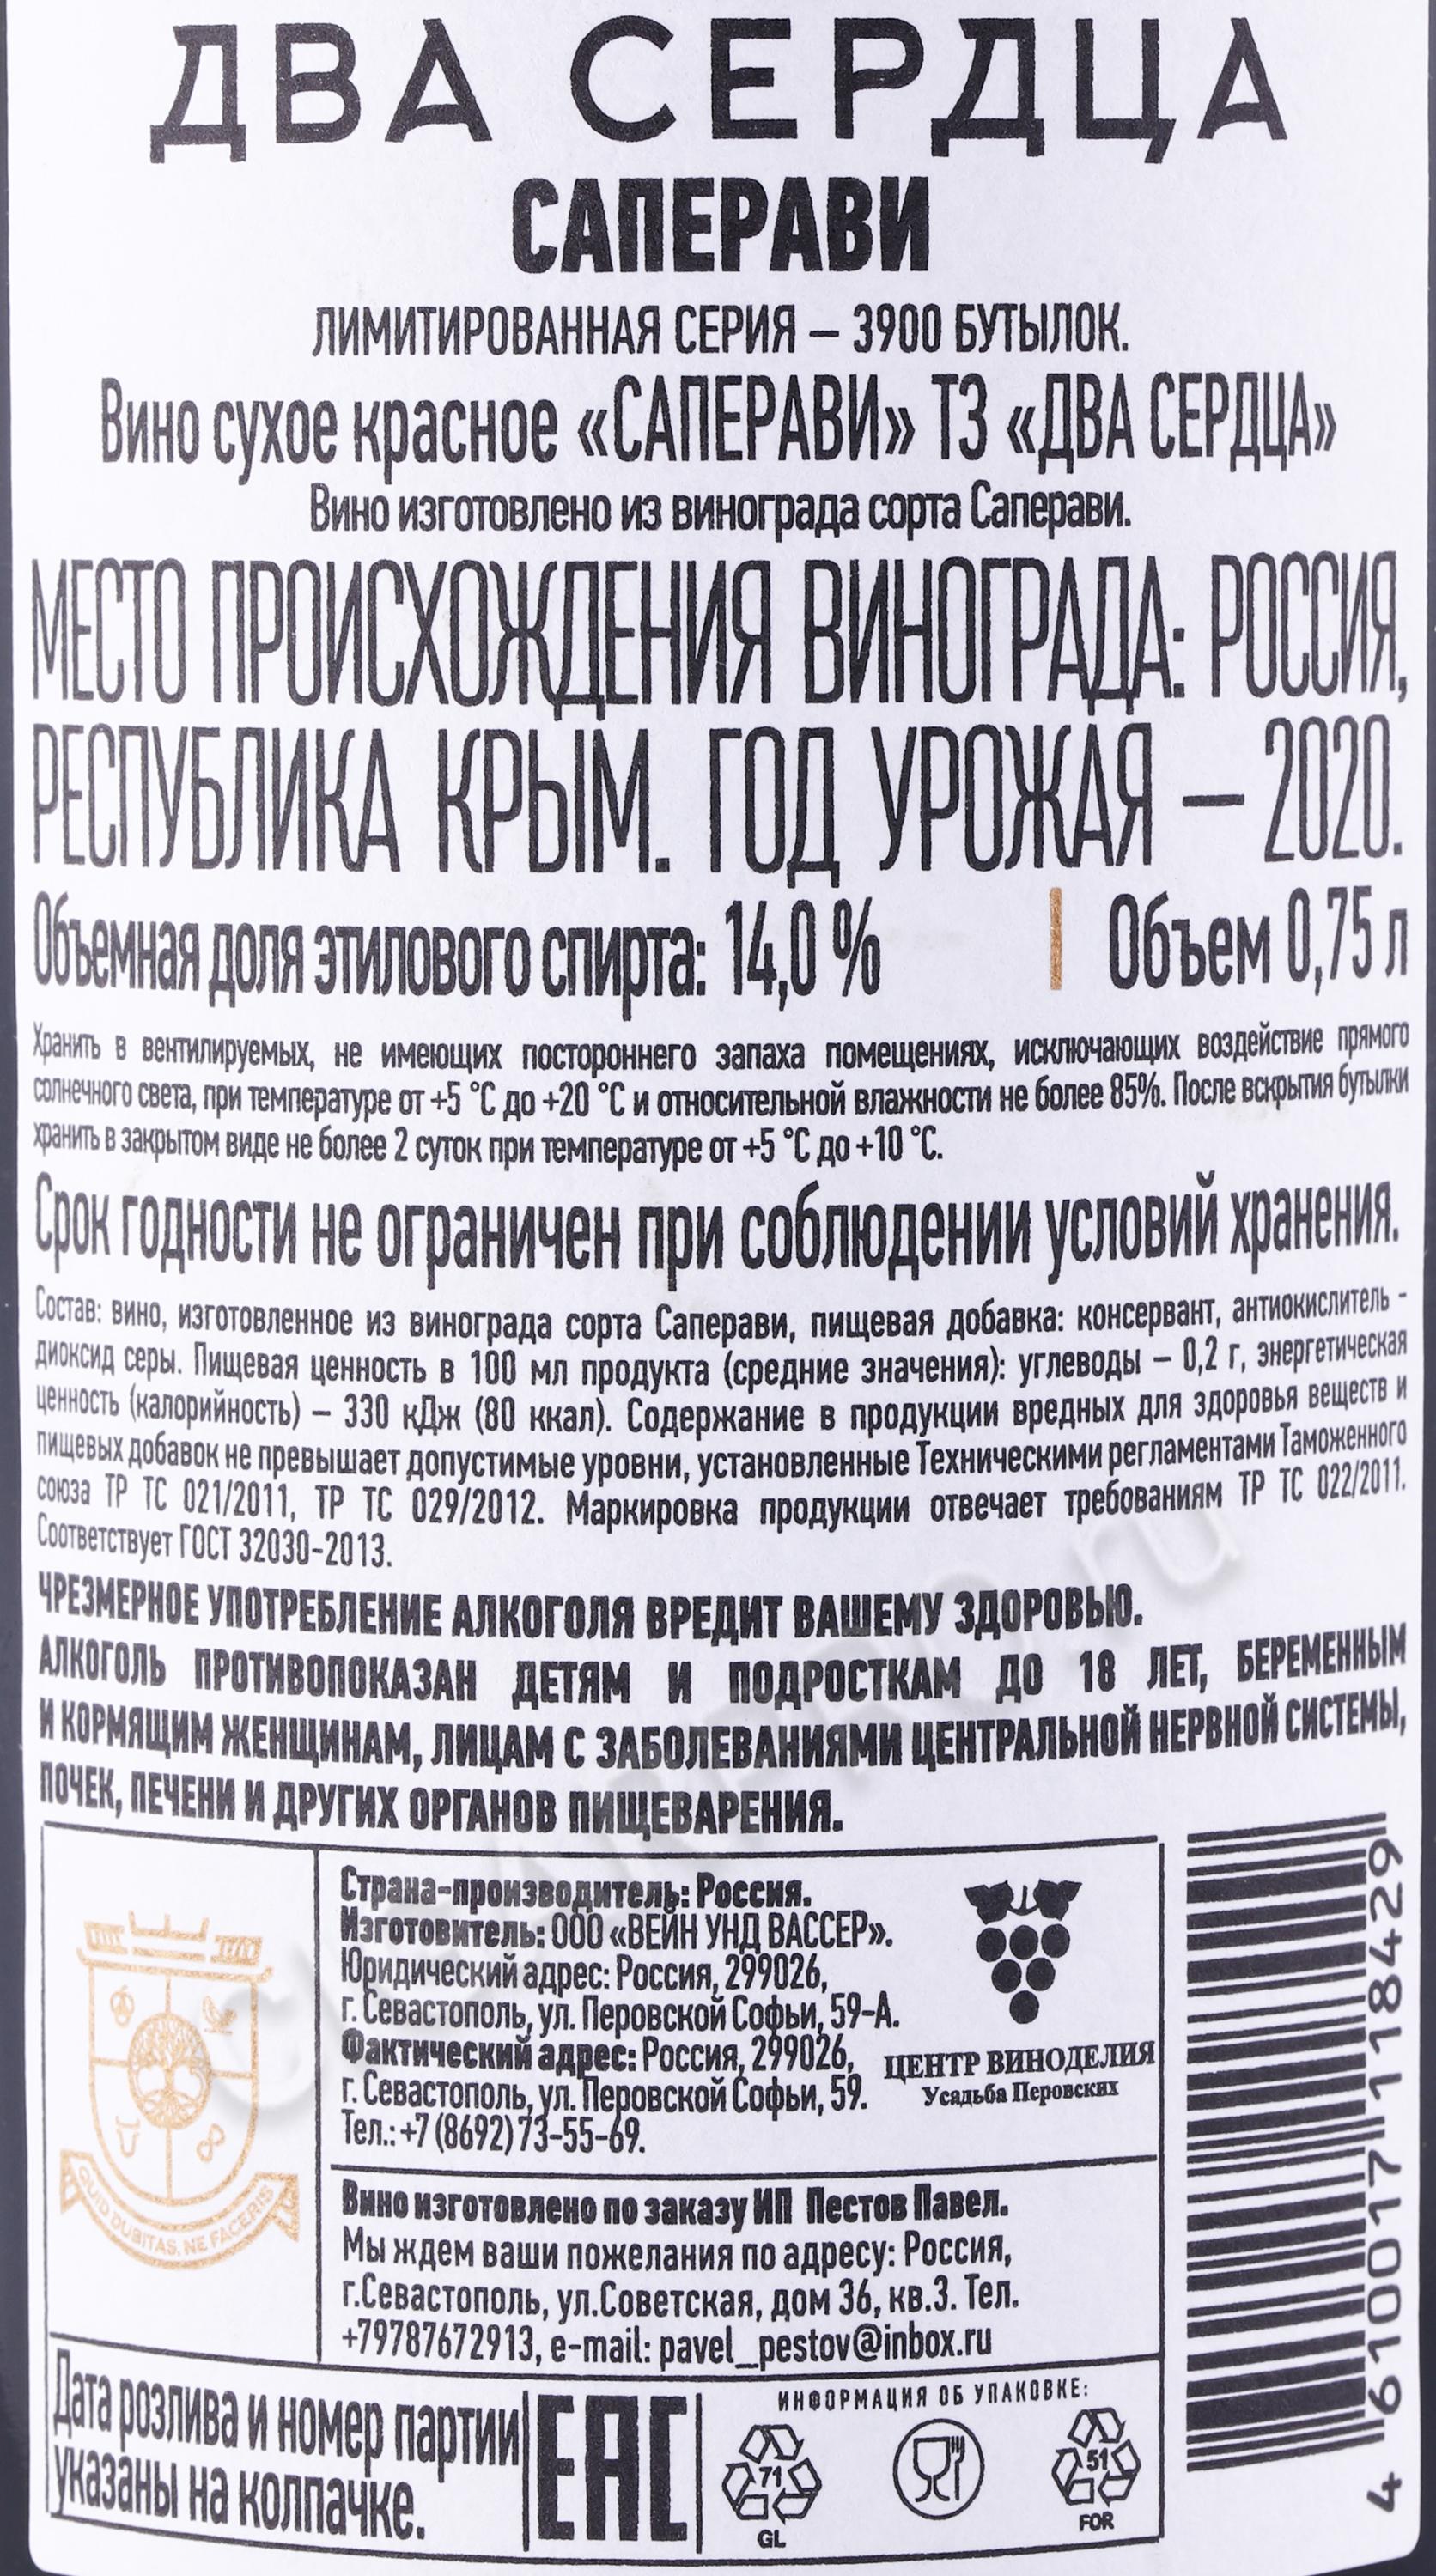 ДВА СЕРДЦА
САПЕРАВИ
ЛИМИТИРОВАННАЯ СЕРИЯ – 3900 БУТЫЛОК.
Вино сухое красное «САПЕРАВИ» ТЗ «ДВА СЕРДЦА»
Вино изготовлено из винограда сорта Саперави.
МЕСТО ПРОИСХОЖДЕНИЯ ВИНОГРАДА: РОССИЯ,
РЕСПУБЛИКА КРЫМ. ГОД УРОЖАЯ – 2020.
Объемная доля этилового спирта: 14,0 % | Объем 0,75 л
Хранить в вентилируемых, не имеющих постороннего запаха помещениях, исключающих воздействие прямого
солнечного света, при температуре от +5 °С до +20 °С и относительной влажности не более 85%. После вскрытия бутылки
хранить в закрытом виде не более 2 суток при температуре от +5 °С до +10 °С.
Срок годности не ограничен при соблюдении условий хранения.
Состав: вино, изготовленное из винограда сорта Саперави, пищевая добавка: консервант, антиокислитель -
диоксид серы. Пищевая ценность в 100 мл продукта (средние значения): углеводы – 0,2 г, энергетическая
ценность (калорийность) – 330 кДж (80 ккал). Содержание в продукции вредных для здоровья веществ и
пищевых добавок не превышает допустимые уровни, установленные Техническими регламентами Таможенного
союза ТР ТС 021/2011, ТР ТС 029/2012. Маркировка продукции отвечает требованиям ТР ТС 022/2011.
Соответствует ГОСТ 32030-2013.
ЧРЕЗМЕРНОЕ УПОТРЕБЛЕНИЕ АЛКОГОЛЯ ВРЕДИТ ВАШЕМУ ЗДОРОВЬЮ.
АЛКОГОЛЬ ПРОТИВОПОКАЗАН ДЕТЯМ И ПОДРОСТКАМ ДО 18 ЛЕТ, БЕРЕМЕННЫМ
И КОРМЯЩИМ ЖЕНЩИНАМ, ЛИЦАМ С ЗАБОЛЕВАНИЯМИ ЦЕНТРАЛЬНОЙ НЕРВНОЙ СИСТЕМЫ,
ПОЧЕК, ПЕЧЕНИ И ДРУГИХ ОРГАНОВ ПИЩЕВАРЕНИЯ.
Страна-производитель: Россия.
Изготовитель: ООО «ВЕЙН УНД ВАССЕР».
Юридический адрес: Россия, 299026,
г. Севастополь, ул. Перовской Софьи, 59-А.
Фактический адрес: Россия, 299026,
г. Севастополь, ул. Перовской Софьи, 59.
Тел.: +7 (8692) 73-55-69.
ЦЕНТР ВИНОДЕЛИЯ
Усадьба Перовских
QUID DUBITAS, NE FACERIS
Вино изготовлено по заказу ИП Пестов Павел.
Мы ждем ваши пожелания по адресу: Россия,
г.Севастополь, ул.Советская, дом 36, кв.3. Тел.
+79787672913, e-mail: pavel_pestov@inbox.ru
Дата розлива и номер партии
указаны на колпачке.
ЕАС
ИНФОРМАЦИЯ ОБ УПАКОВКЕ:
71
GL
51
FOR
4 610017 118429